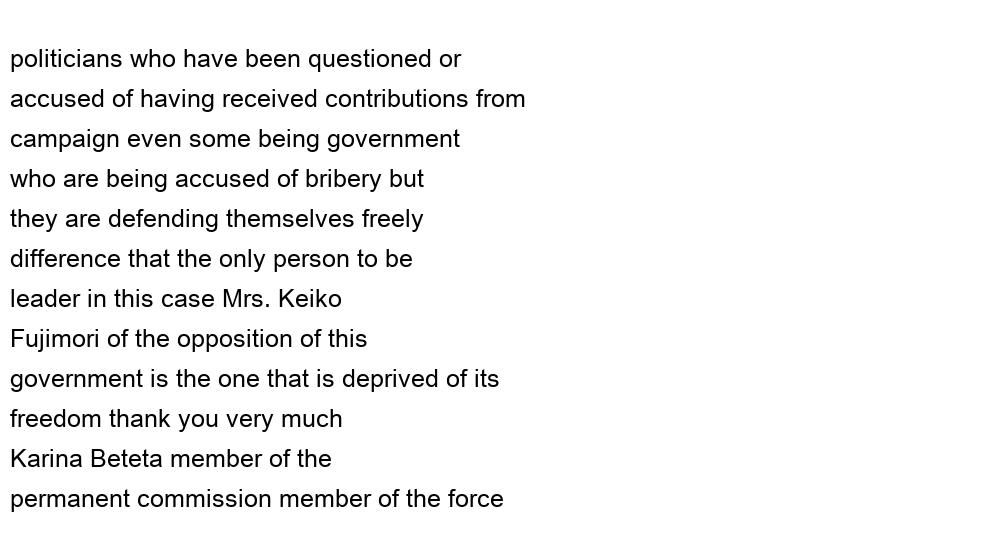 politicians who have been questioned or
accused of having received contributions from
campaign even some being government
who are being accused of bribery but
they are defending themselves freely
difference that the only person to be
leader in this case Mrs. Keiko
Fujimori of the opposition of this
government is the one that is deprived of its
freedom thank you very much
Karina Beteta member of the
permanent commission member of the force